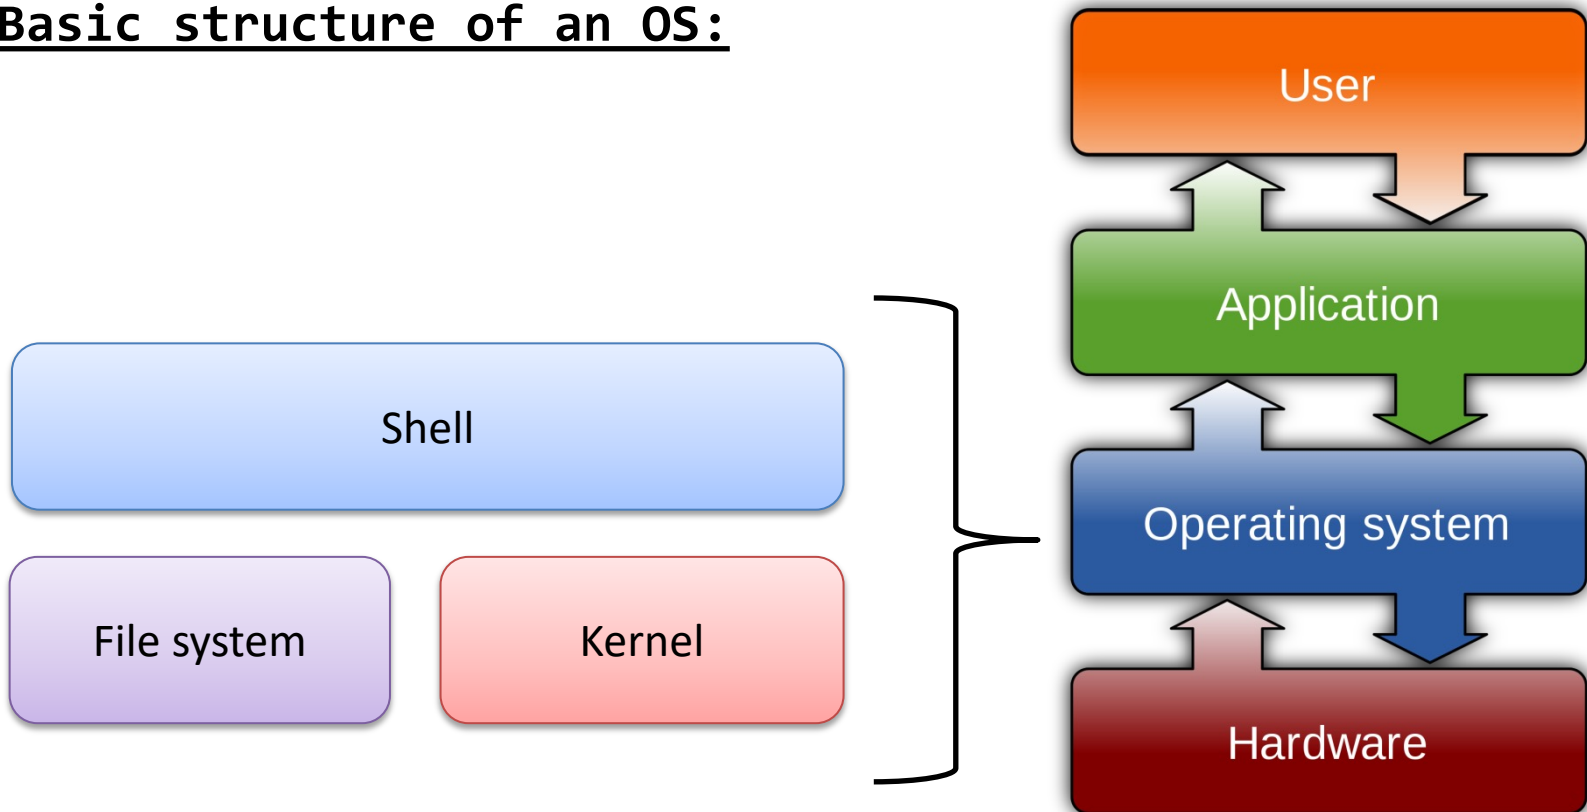 Basic structure of an OS:
User
Application
Shell
Operating system
File system
Kernel
Hardware